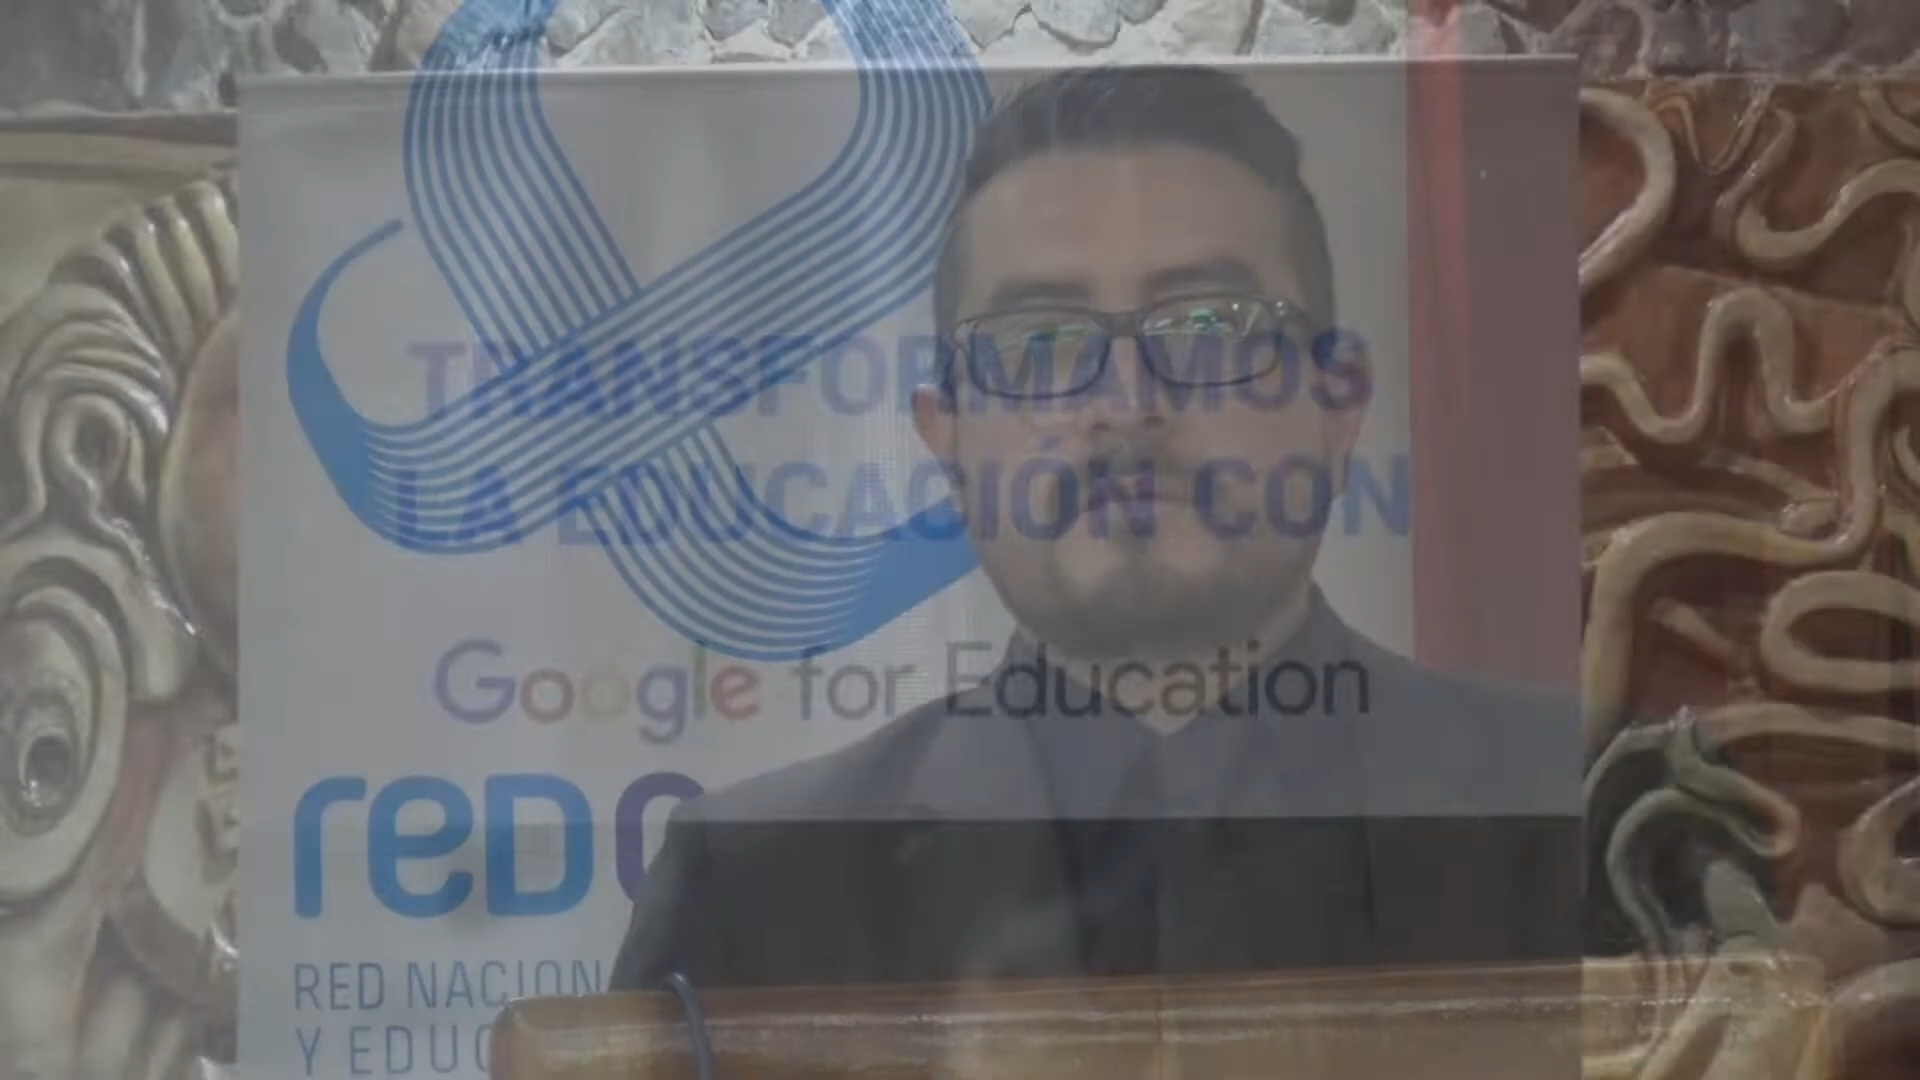 TRANSFORMAMOS
LA EDUCACIÓN CON
Google for Education
red
RED NACION
Y EDUC